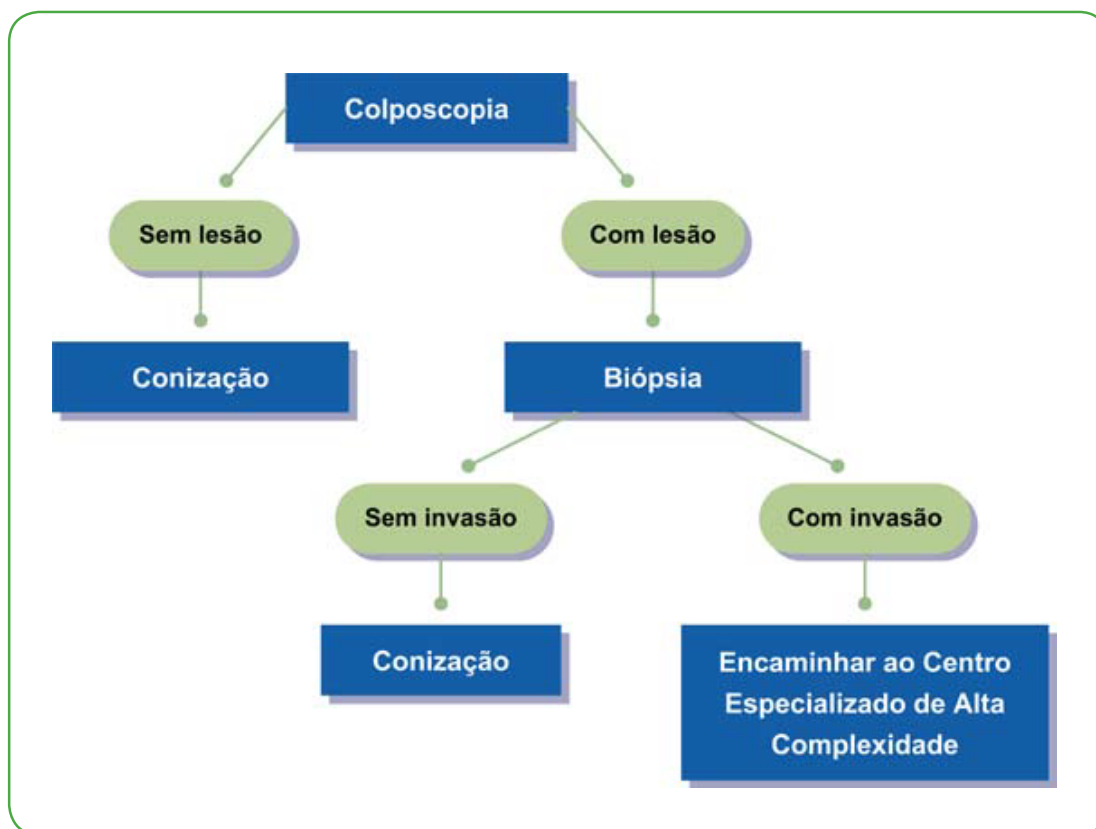 Colposcopia
Sem lesão
Com lesão
Conização
Biópsia
Sem invasão
Com invasão
Conização
Encaminhar ao Centro
Especializado de Alta
Complexidade